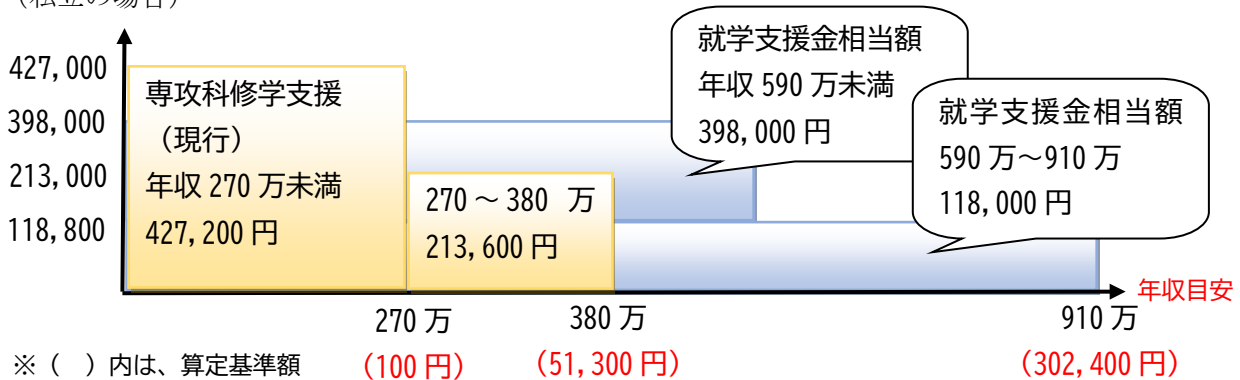 427,000
398,000
213,000
118,800
専攻科修学支援
（現行）
年収 270 万未満
427,200 円
270 ～ 380 万
213,600 円
就学支援金相当額
年収 590 万未満
398,000 円
就学支援金相当額
590 万～910 万
118,000 円
年収目安
270 万
380 万
910 万
※（ ）内は、算定基準額
（100 円）
（51,300 円）
（302,400 円）